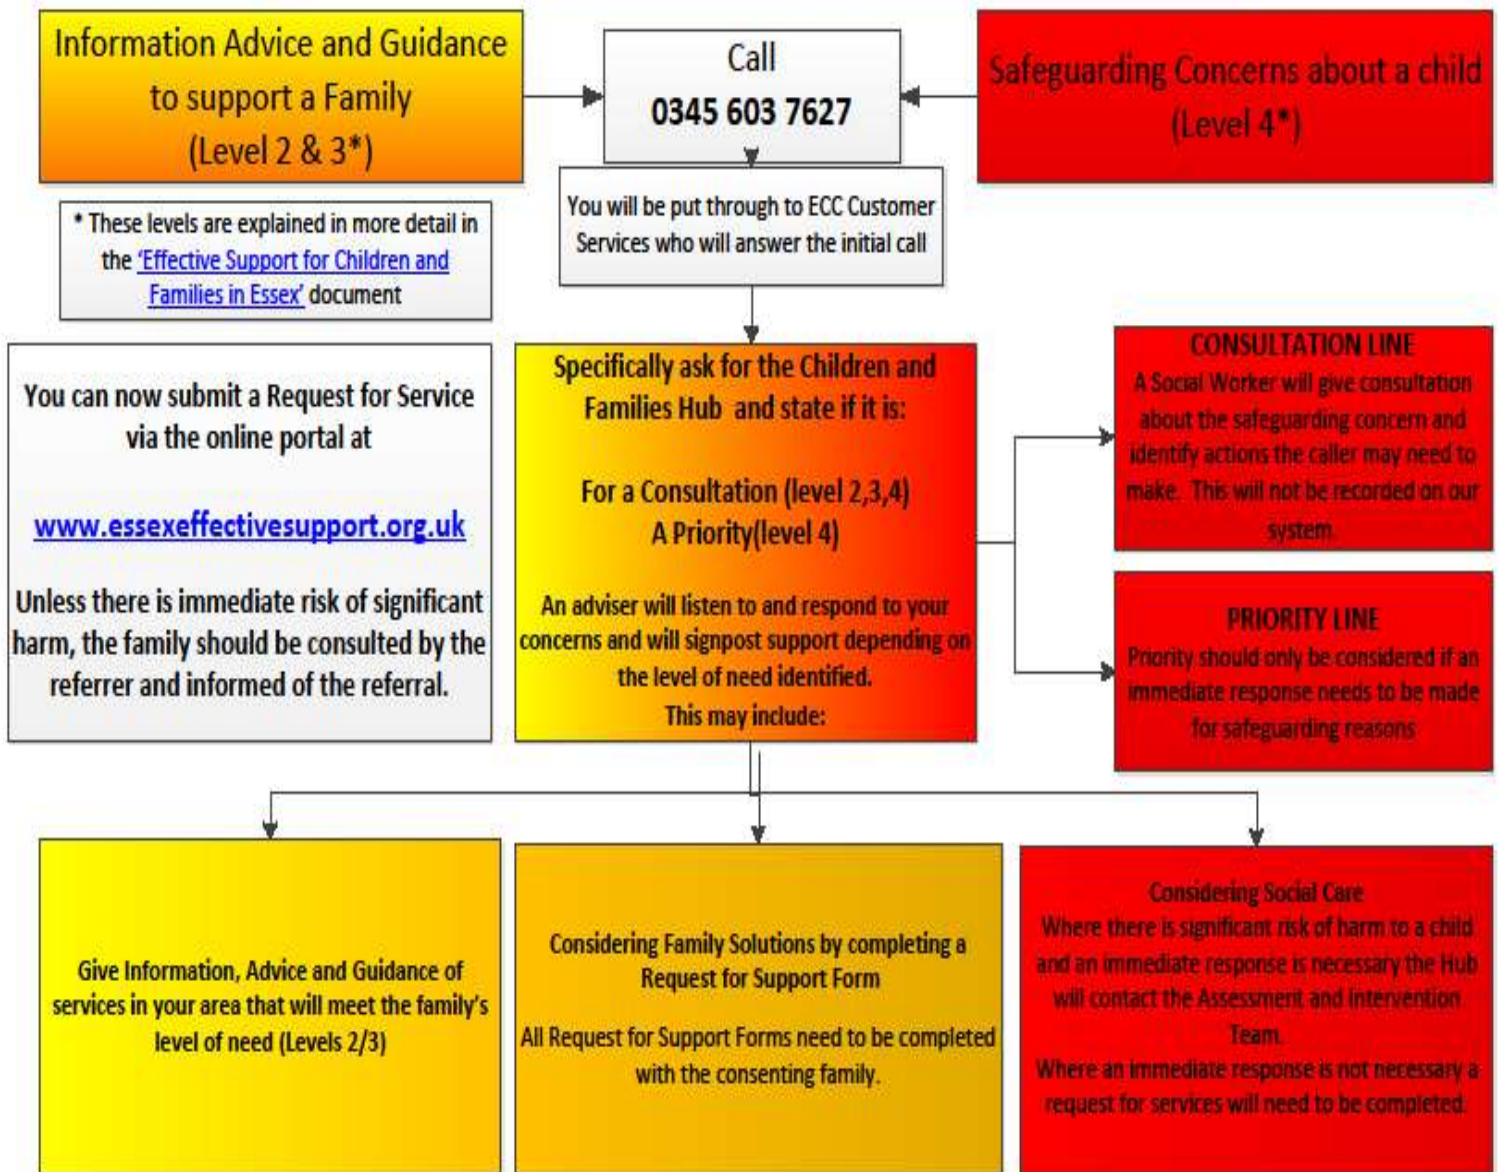 Information Advice and Guidance
to support a Family
(Level 2 & 3*)
Call
0345 603 7627
Safeguarding Concerns about a child
(Level 4*)
* These levels are explained in more detail in
the 'Effective Support for Children and
Families in Essex' document
You will be put through to ECC Customer
Services who will answer the initial call
You can now submit a Request for Service
via the online portal at
www.essexeffectivesupport.org.uk
Unless there is immediate risk of significant
harm, the family should be consulted by the
referrer and informed of the referral.
Specifically ask for the Children and
Families Hub and state if it is:
For a Consultation (level 2,3,4)
A Priority(level 4)
An adviser will listen to and respond to your
concerns and will signpost support depending on
the level of need identified.
This may include:
CONSULTATION LINE
A Social Worker will give consultation
about the safeguarding concern and
identify actions the caller may need to
make. This will not be recorded on our
system.
PRIORITY LINE
Priority should only be considered if an
immediate response needs to be made
for safeguarding reasons
Give Information, Advice and Guidance of
services in your area that will meet the family's
level of need (Levels 2/3)
Considering Family Solutions by completing a
Request for Support Form
All Request for Support Forms need to be completed
with the consenting family.
Considering Social Care
Where there is significant risk of harm to a child
and an immediate response is necessary the Hub
will contact the Assessment and Intervention
Team.
Where an immediate response is not necessary a
request for services will need to be completed.